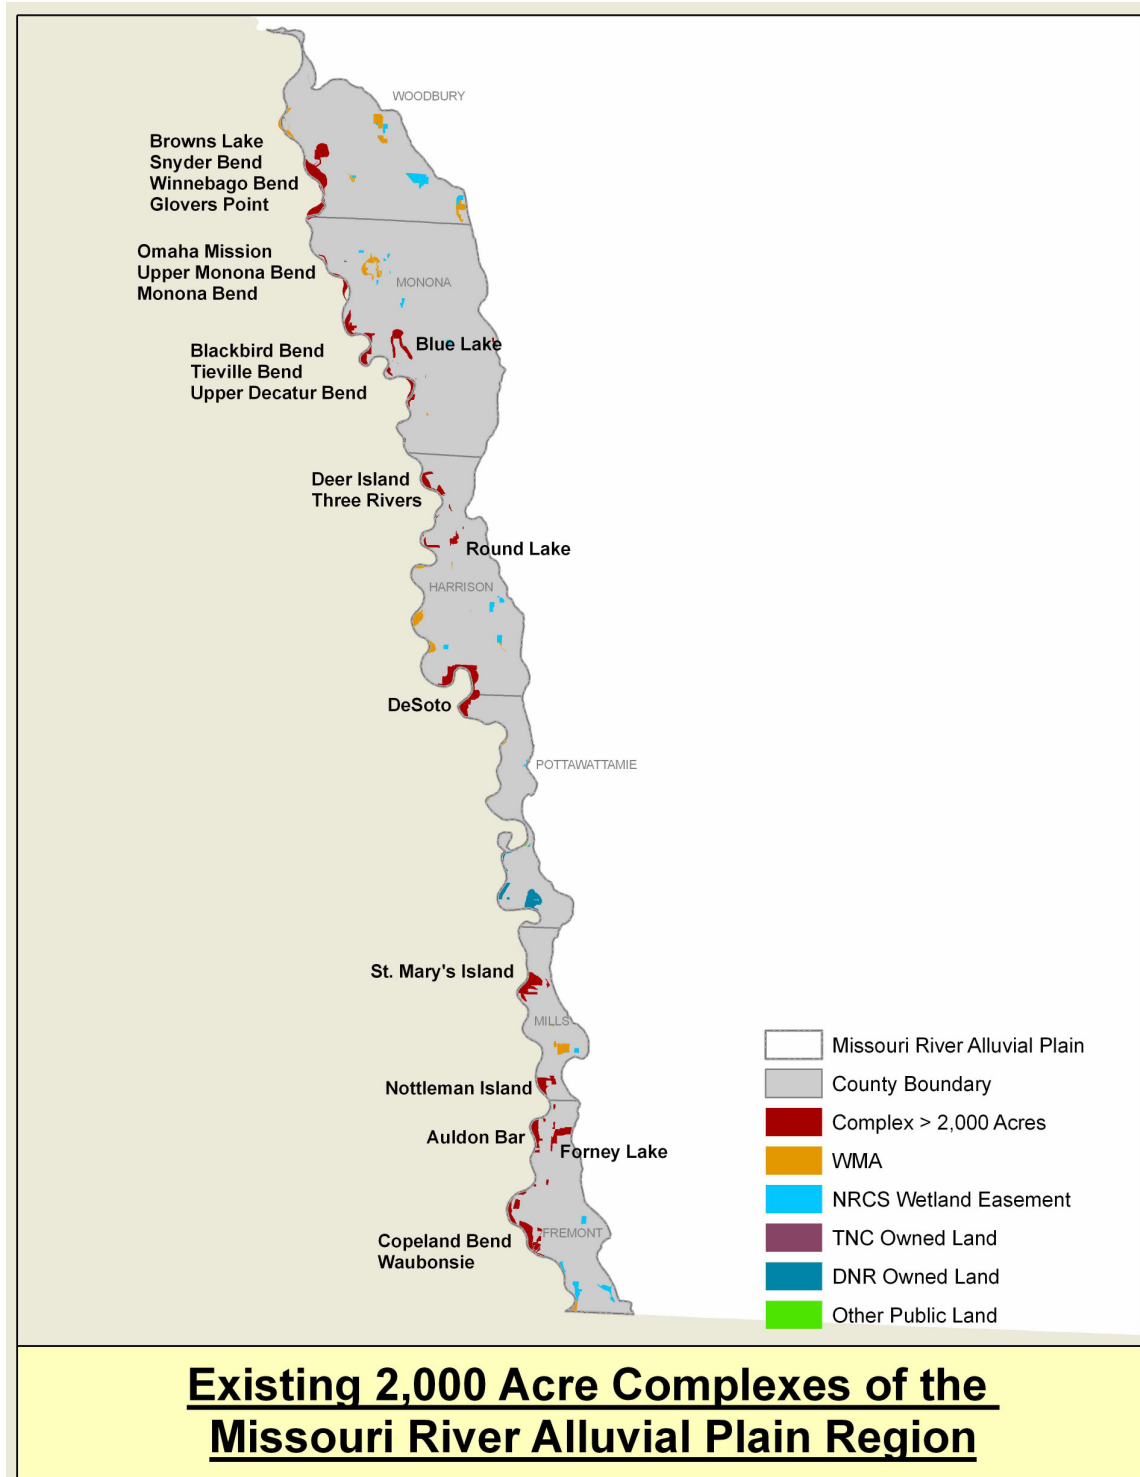 WOODBURY
Browns Lake
Snyder Bend
Winnebago Bend
Glovers Point
Omaha Mission
Upper Monona Bend
Monona Bend
MONONA
Blue Lake
Blackbird Bend
Tieville Bend
Upper Decatur Bend
Deer Island
Three Rivers
Round Lake
HARRISON
DeSoto
POTTAWATTAMIE
St. Mary's Island
MILLS
Nottleman Island
Auldon Bar
Forney Lake
FREMONT
Copeland Bend
Waubonsie
Missouri River Alluvial Plain
County Boundary
Complex > 2,000 Acres
WMA
NRCS Wetland Easement
TNC Owned Land
DNR Owned Land
Other Public Land
Existing 2,000 Acre Complexes of the
Missouri River Alluvial Plain Region